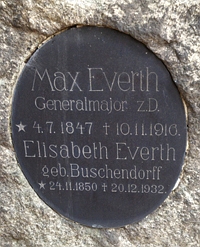 Max Everth
Generalmajor z.D.
★ 4.7.1847 † 10.11.1916.
Elisabeth Everth
geb. Buschendorff
★ 24.11.1850 † 20.12.1932.